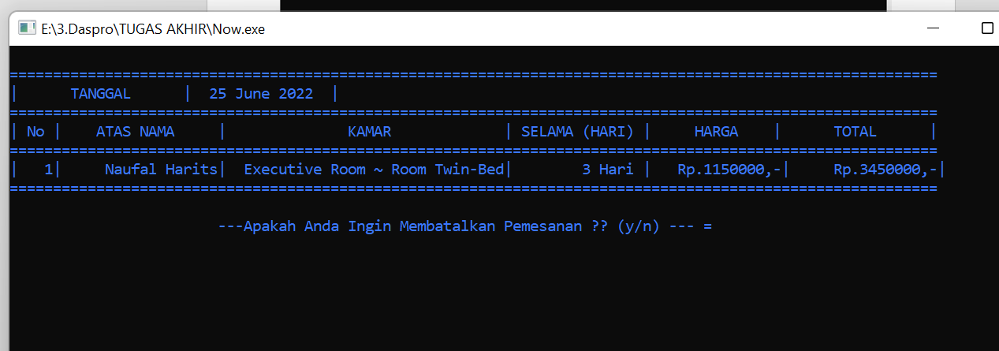 E:\3.Daspro\TUGAS AKHIR\Now.exe
===========================================================================================================
|      TANGGAL      |  25 June 2022  |
===========================================================================================================
| No |    ATAS NAMA     |              KAMAR             | SELAMA (HARI) |     HARGA    |      TOTAL      |
===========================================================================================================
|   1|     Naufal Harits|  Executive Room ~ Room Twin-Bed|        3 Hari |   Rp.1150000,-|     Rp.3450000,-|
===========================================================================================================
---Apakah Anda Ingin Membatalkan Pemesanan ?? (y/n) --- =